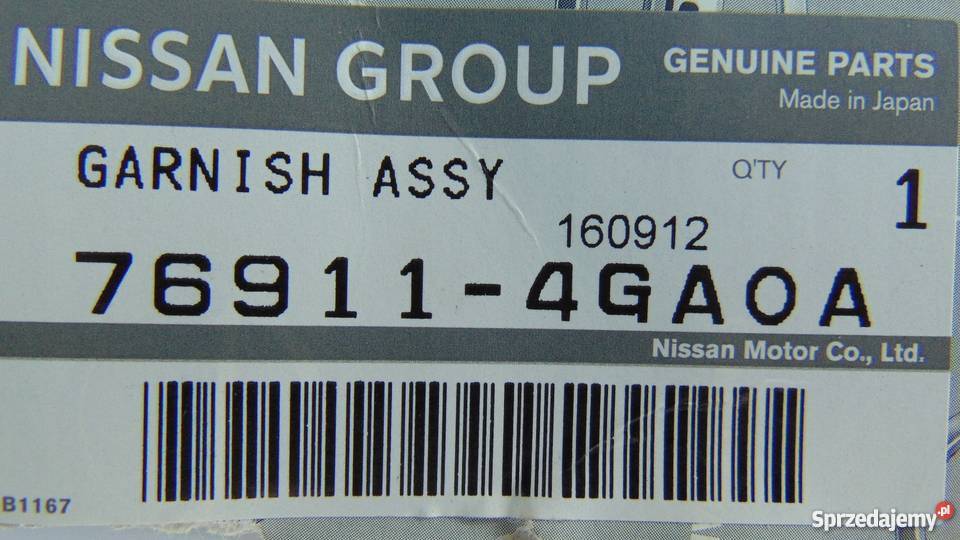 NISSAN GROUP
GENUINE PARTS
Made in Japan
GARNISH ASSY
Q'TY
1
160912
76911-4GA0A
Nissan Motor Co., Ltd.
B1167
Sprzedajemy.pl